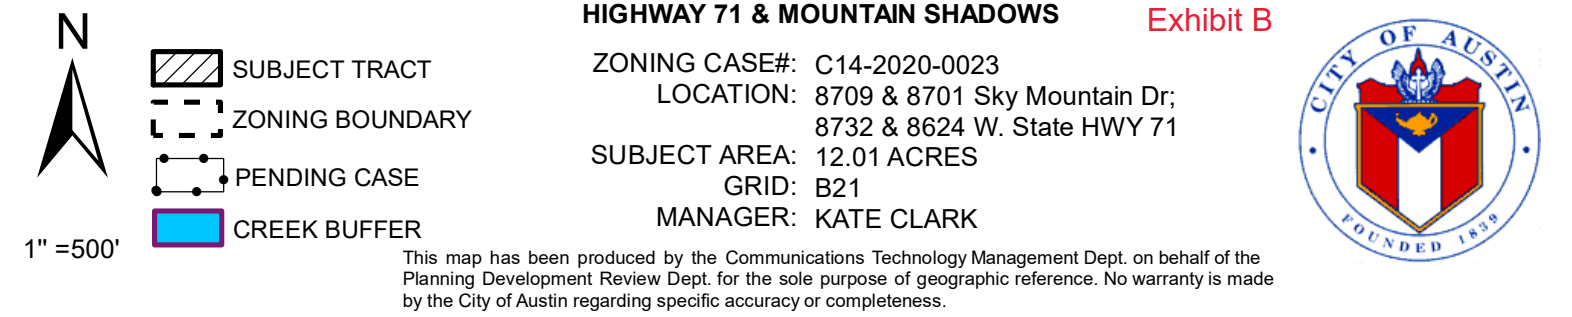 HIGHWAY 71 & MOUNTAIN SHADOWS
Exhibit B
N
1" =500'
SUBJECT TRACT
ZONING BOUNDARY
PENDING CASE
CREEK BUFFER
ZONING CASE#: C14-2020-0023
LOCATION: 8709 & 8701 Sky Mountain Dr;
8732 & 8624 W. State HWY 71
SUBJECT AREA: 12.01 ACRES
GRID: B21
MANAGER: KATE CLARK
This map has been produced by the Communications Technology Management Dept. on behalf of the
Planning Development Review Dept. for the sole purpose of geographic reference. No warranty is made
by the City of Austin regarding specific accuracy or completeness.
CITY OF AUSTIN
FOUNDED 1839